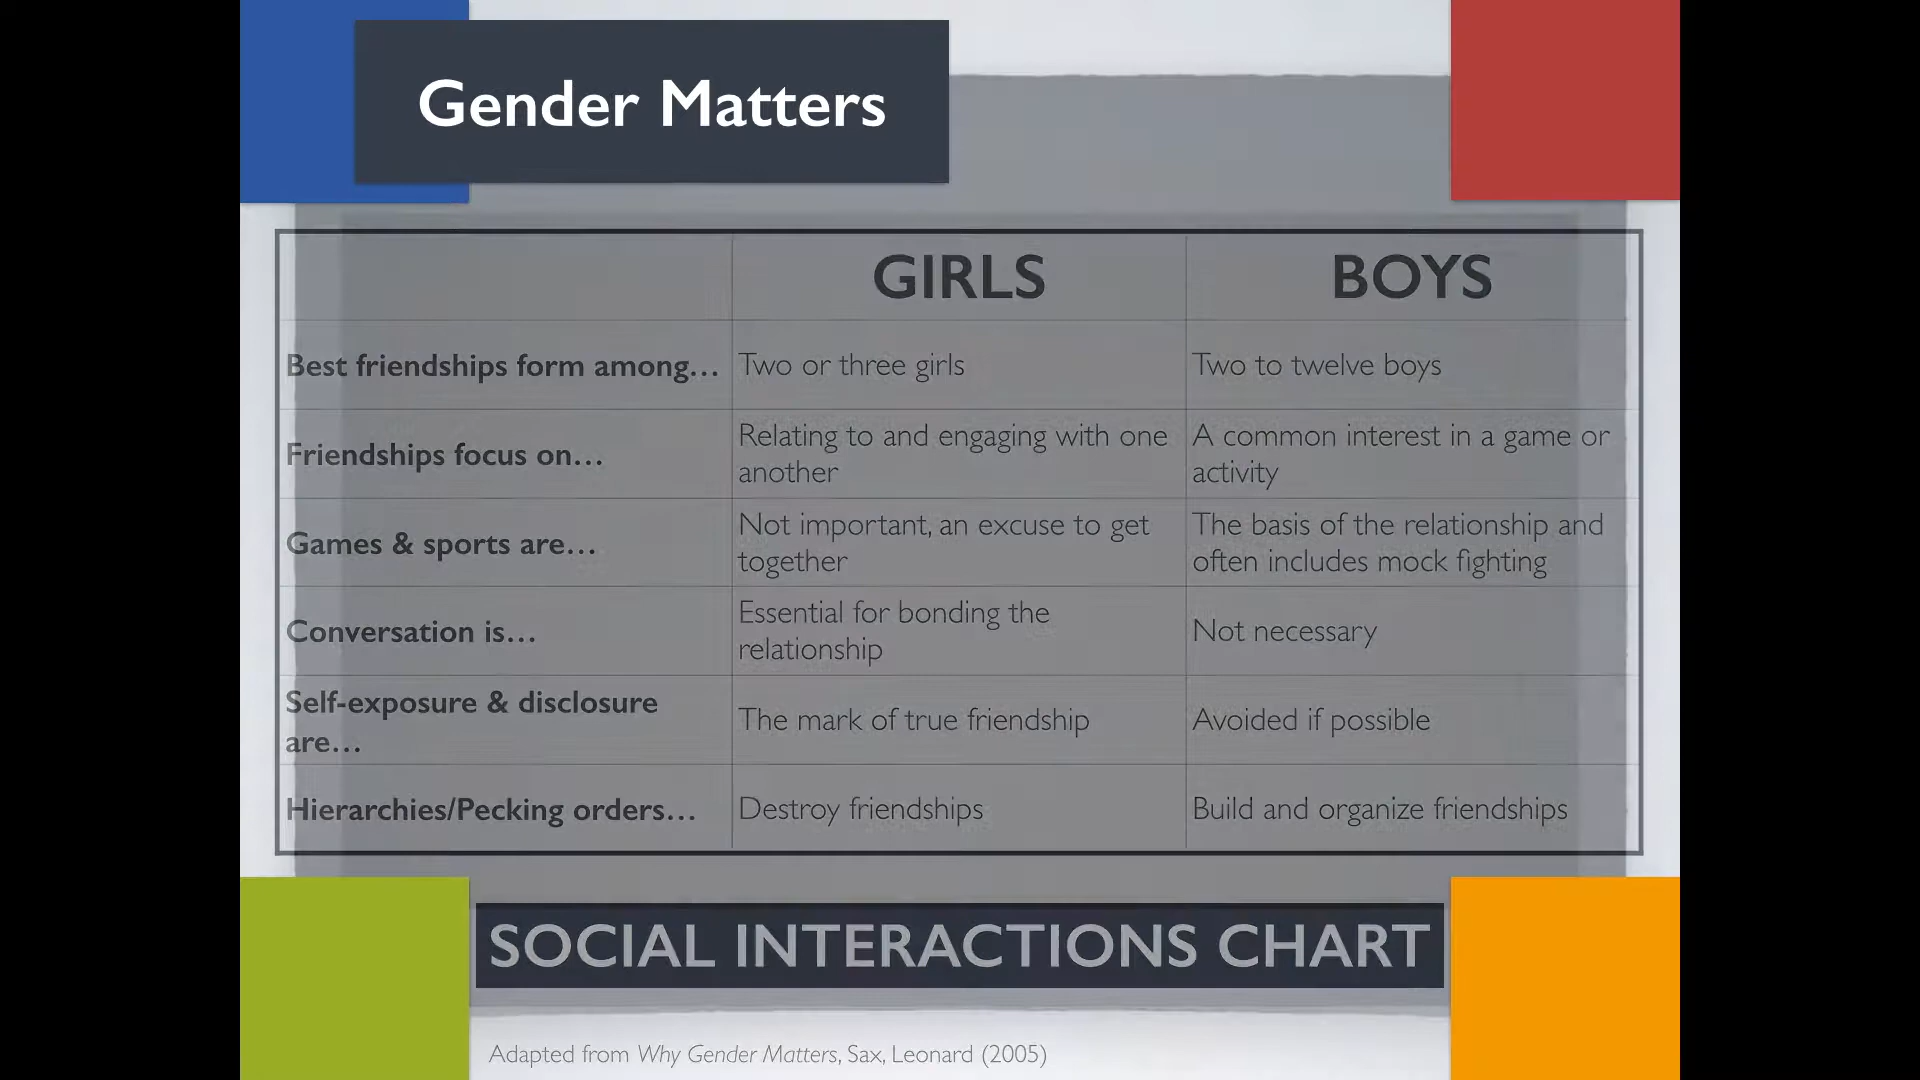 Gender Matters
GIRLS BOYS
Best friendships form among… Two or three girls Two to twelve boys
Friendships focus on… Relating to and engaging with one another A common interest in a game or activity
Games & sports are… Not important, an excuse to get together The basis of the relationship and often includes mock fighting
Conversation is… Essential for bonding the relationship Not necessary
Self-exposure & disclosure are… The mark of true friendship Avoided if possible
Hierarchies/Pecking orders… Destroy friendships Build and organize friendships
SOCIAL INTERACTIONS CHART
Adapted from Why Gender Matters, Sax, Leonard (2005)